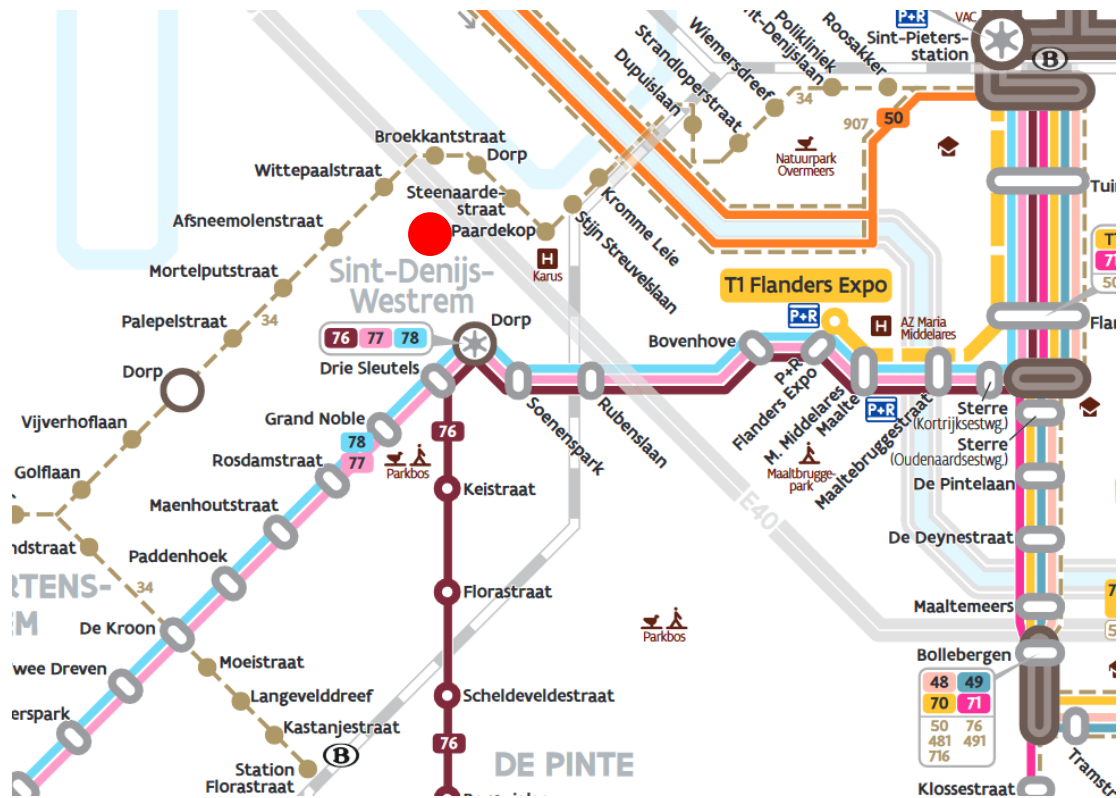 P+R
VAC
Sint-Pieters-
station
B
Roosakker
Polikliniek
Wiemersdreef
Strandloperstraat
Dupuislaan
34
907
50
Natuurpark
Overmeers
Broekkantstraat
Dorp
Wittepaalstraat
Steenaarde-
straat
Afsneemolenstraat
Paardekop
Kromme Leie
Stijn Streuvelslaan
H
Karus
Mortelputstraat
Sint-Denijs-
Westrem
34
Palepelstraat
T1 Flanders Expo
P+R
H
AZ Maria
Middelares
76 77 78
Dorp
Bovenhove
Drie Sleutels
Dorp
P+R
Flanders Expo
M. Middelares
Maalte
P+R
Maaltebruggestraat
Sterre
(Kortrijksestwg.)
Sterre
(Oudenaardsestwg.)
Soenenspark
Rubenslaan
Grand Noble
Vijverhoflaan
76
78
77
Rosdamstraat
Parkbos
Maaltbrugge-
park
Golflaan
Keistraat
De Pintelaan
E40
Maenhoutstraat
De Deynestraat
Paddenhoek
34
Florastraat
Maaltemeers
De Kroon
Parkbos
Bollebergen
48 49
70 71
50 76
481 491
716
Moeistraat
Langevelddreef
Scheldeveldestraat
Kastanjestraat
B
76
Station
Florastraat
DE PINTE
Klossestraat